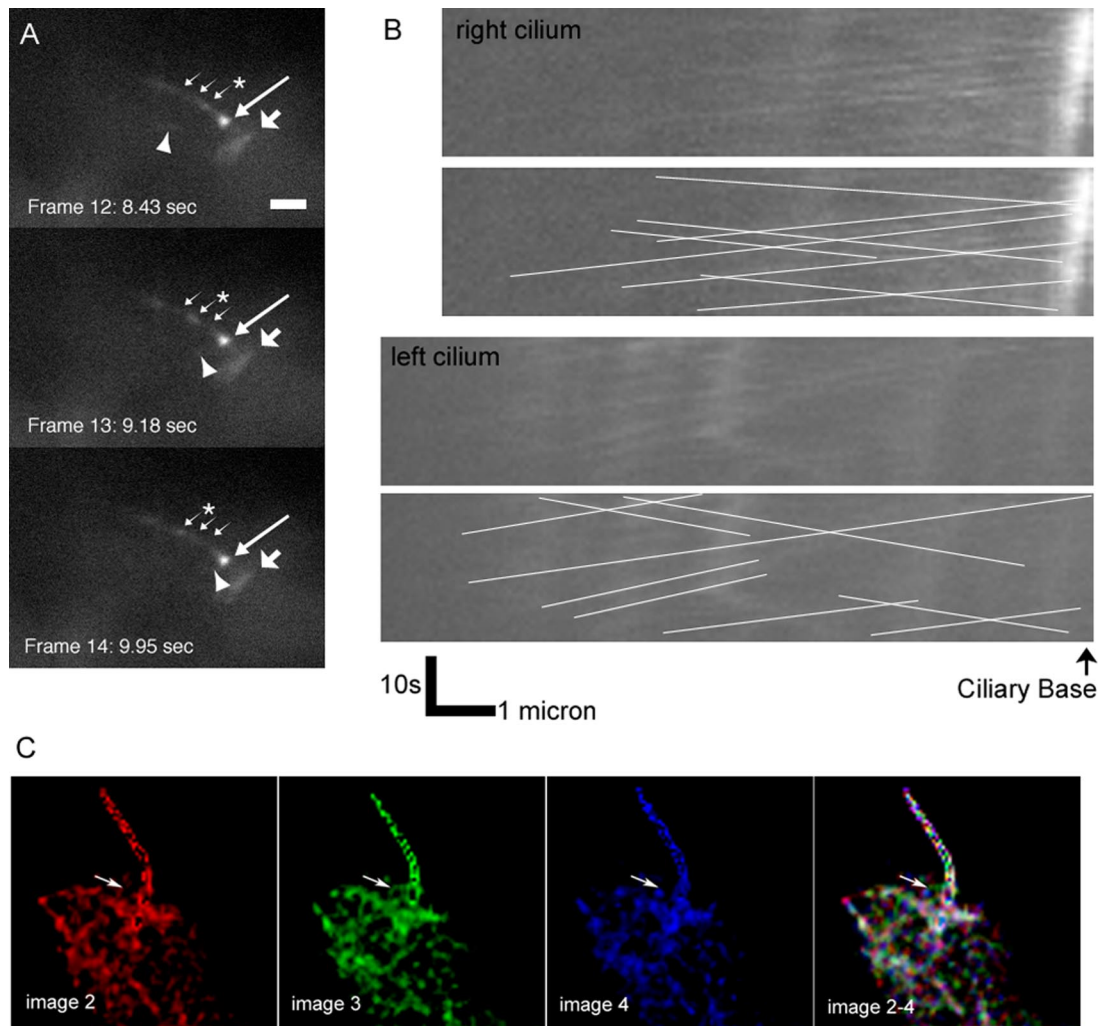 A
*
Frame 12: 8.43 sec
*
Frame 13: 9.18 sec
*
Frame 14: 9.95 sec
B
right cilium
left cilium
10s
1 micron
Ciliary Base
C
image 2
image 3
image 4
image 2-4